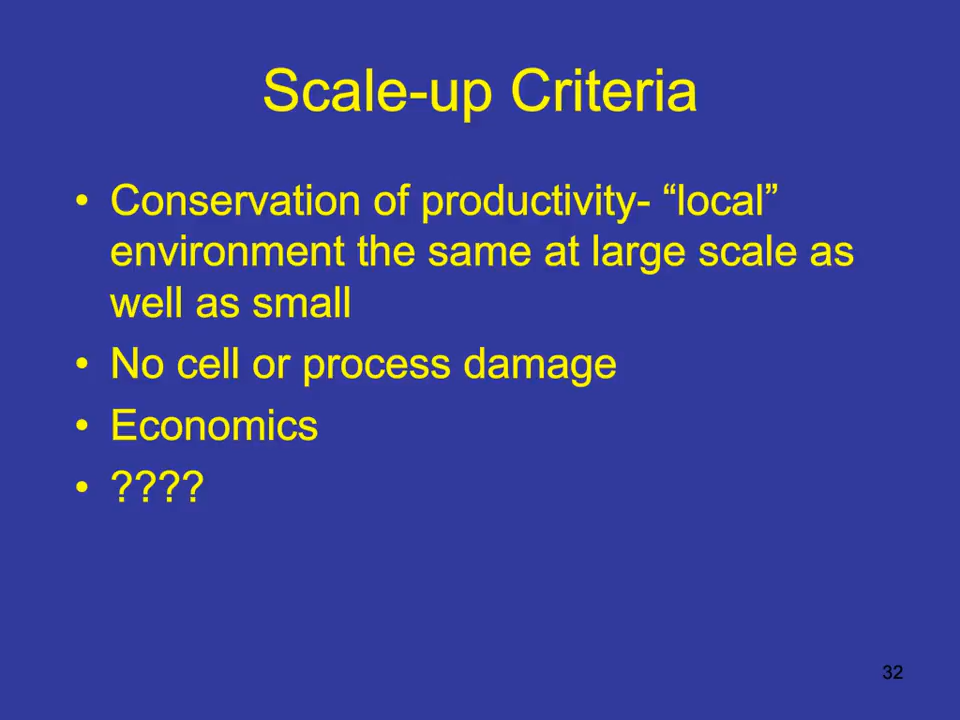 Scale-up Criteria
• Conservation of productivity- “local”
environment the same at large scale as
well as small
• No cell or process damage
• Economics
• ????
32